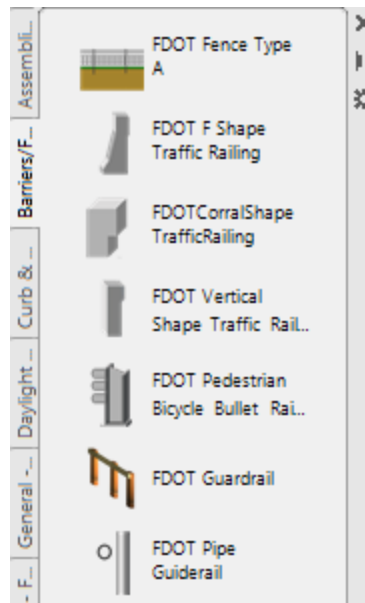 Assembli...
Barriers/F...
Curb & ...
Daylight ...
General -...
- F...
FDOT Fence Type
A
FDOT F Shape
Traffic Railing
FDOTCorralShape
TrafficRailing
FDOT Vertical
Shape Traffic Rail...
FDOT Pedestrian
Bicycle Bullet Rai...
FDOT Guardrail
FDOT Pipe
Guiderail